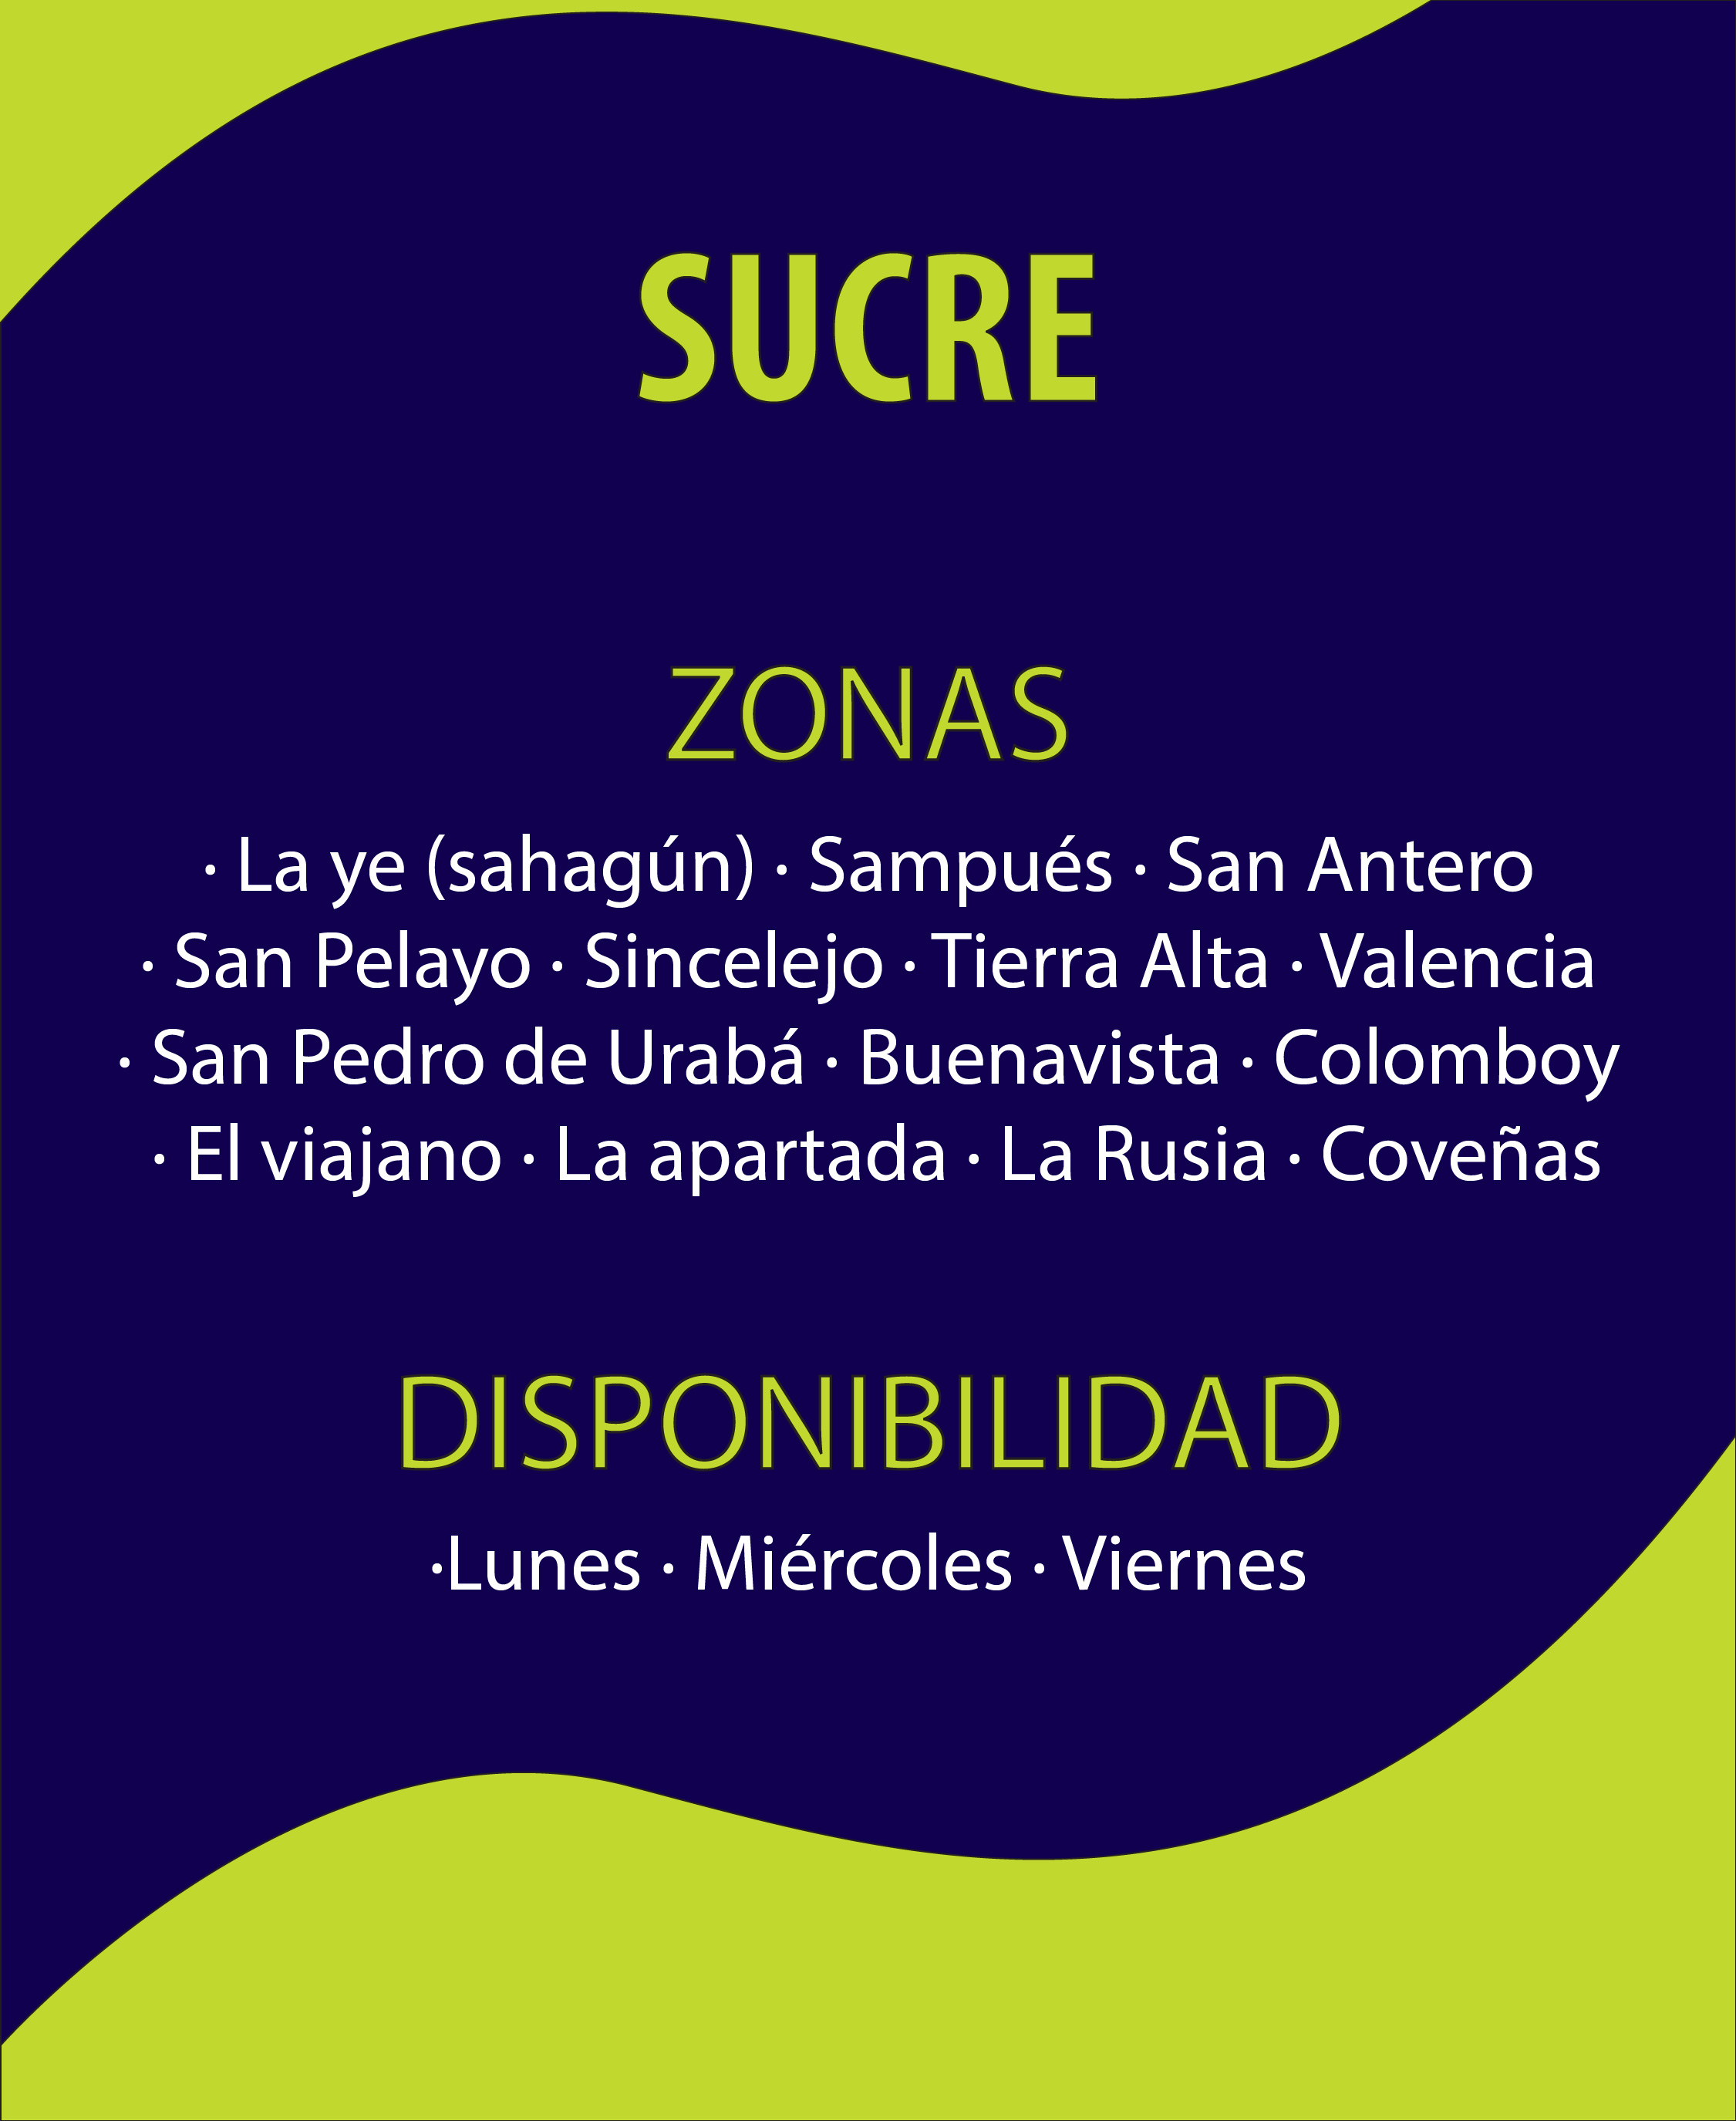 SUCRE
ZONAS
· La ye (sahagún) · Sampués · San Antero
· San Pelayo · Sincelejo · Tierra Alta · Valencia
· San Pedro de Urabá · Buenavista · Colomboy
· El viajano · La apartada · La Rusia · Coveñas
DISPONIBILIDAD
·Lunes · Miércoles · Viernes